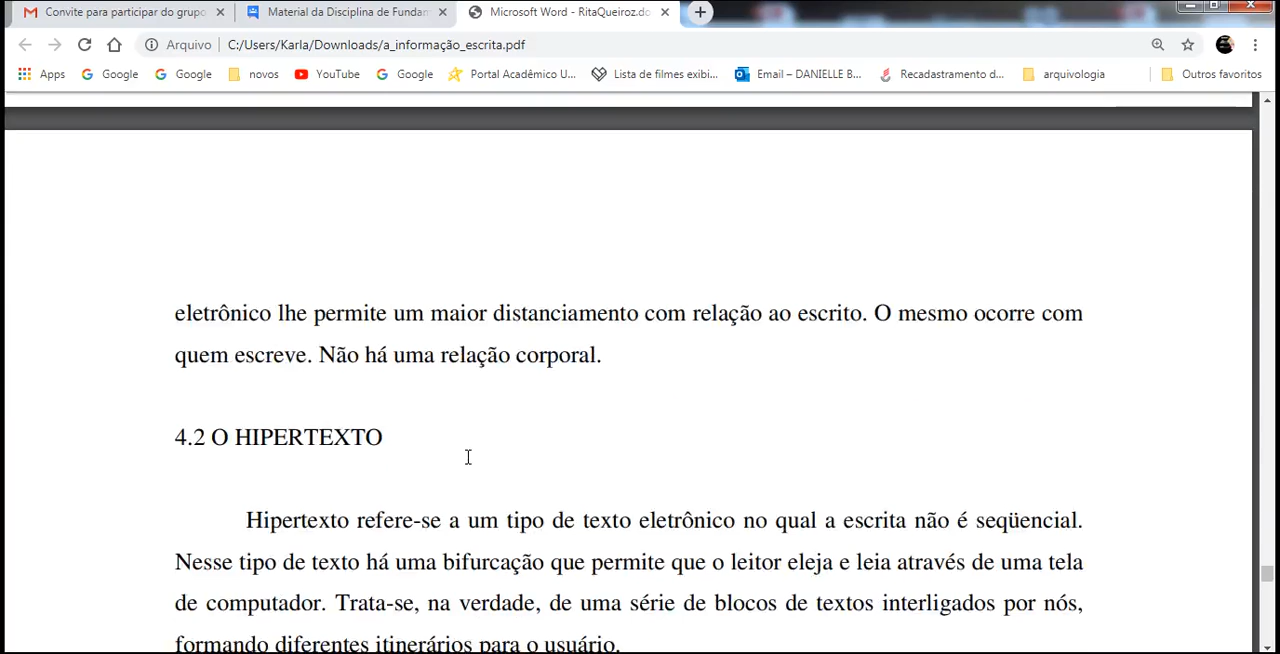 Convite para participar do grupo
Material da Disciplina de Fundam
Microsoft Word - RitaQueiroz.do
Arquivo
C:/Users/Karla/Downloads/a_informação_escrita.pdf
Apps
Google
Google
novos
YouTube
Google
Portal Acadêmico U...
Lista de filmes exibi...
Email – DANIELLE B...
Recadastramento d...
arquivologia
Outros favoritos
eletrônico lhe permite um maior distanciamento com relação ao escrito. O mesmo ocorre com
quem escreve. Não há uma relação corporal.
4.2 O HIPERTEXTO
Hipertexto refere-se a um tipo de texto eletrônico no qual a escrita não é seqüencial.
Nesse tipo de texto há uma bifurcação que permite que o leitor eleja e leia através de uma tela
de computador. Trata-se, na verdade, de uma série de blocos de textos interligados por nós,
formando diferentes itinerários para o usuário.